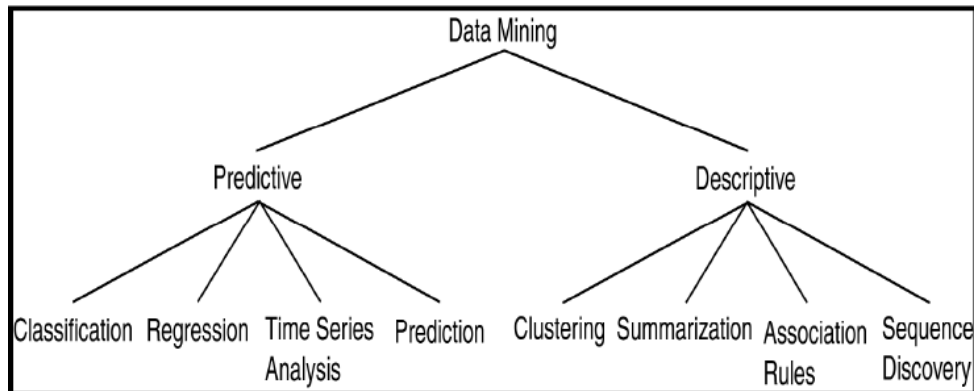 Data Mining
Predictive
Descriptive
Classification
Regression
Time Series
Analysis
Prediction
Clustering
Summarization
Association
Rules
Sequence
Discovery